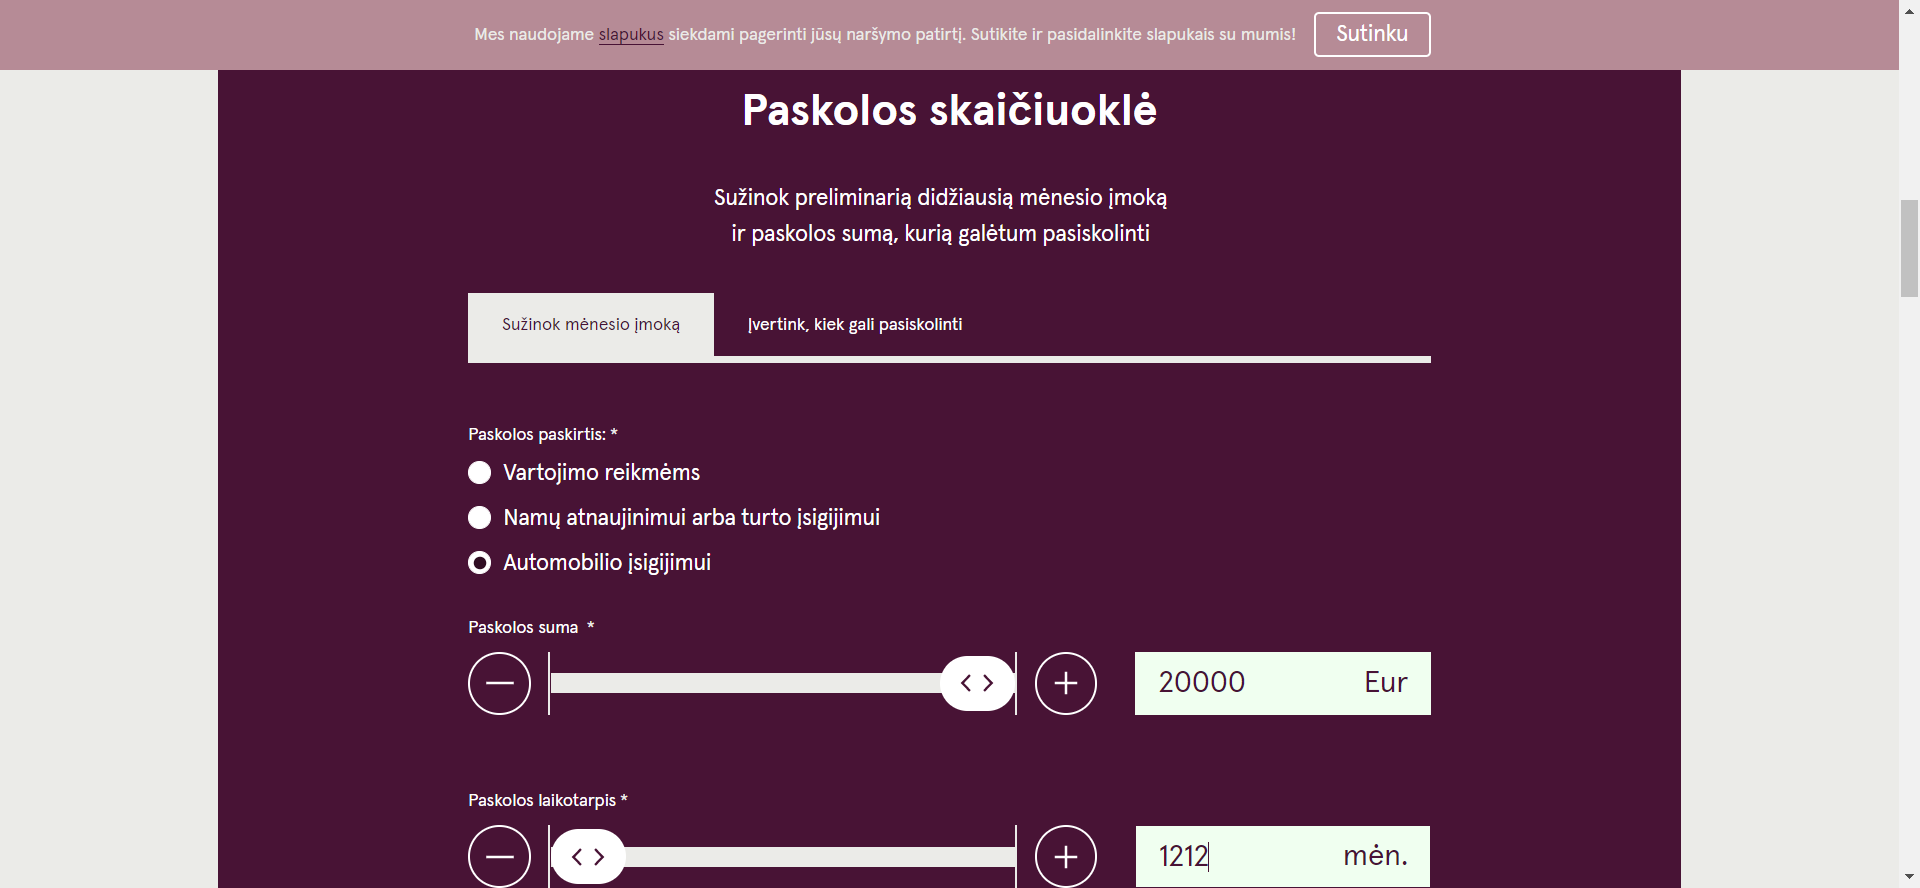 Mes naudojame slapukus siekdami pagerinti jūsų naršymo patirtį. Sutikite ir pasidalinkite slapukais su mumis!
Sutinku
Paskolos skaičiuoklė
Sužinok preliminarią didžiausią mėnesio įmoką
ir paskolos sumą, kurią galėtum pasiskolinti
Sužinok mėnesio įmoką
Įvertink, kiek gali pasiskolinti
Paskolos paskirtis: *
Vartojimo reikmėms
Namų atnaujinimui arba turto įsigijimui
Automobilio įsigijimui
Paskolos suma *
20000 Eur
Paskolos laikotarpis *
1212 mėn.